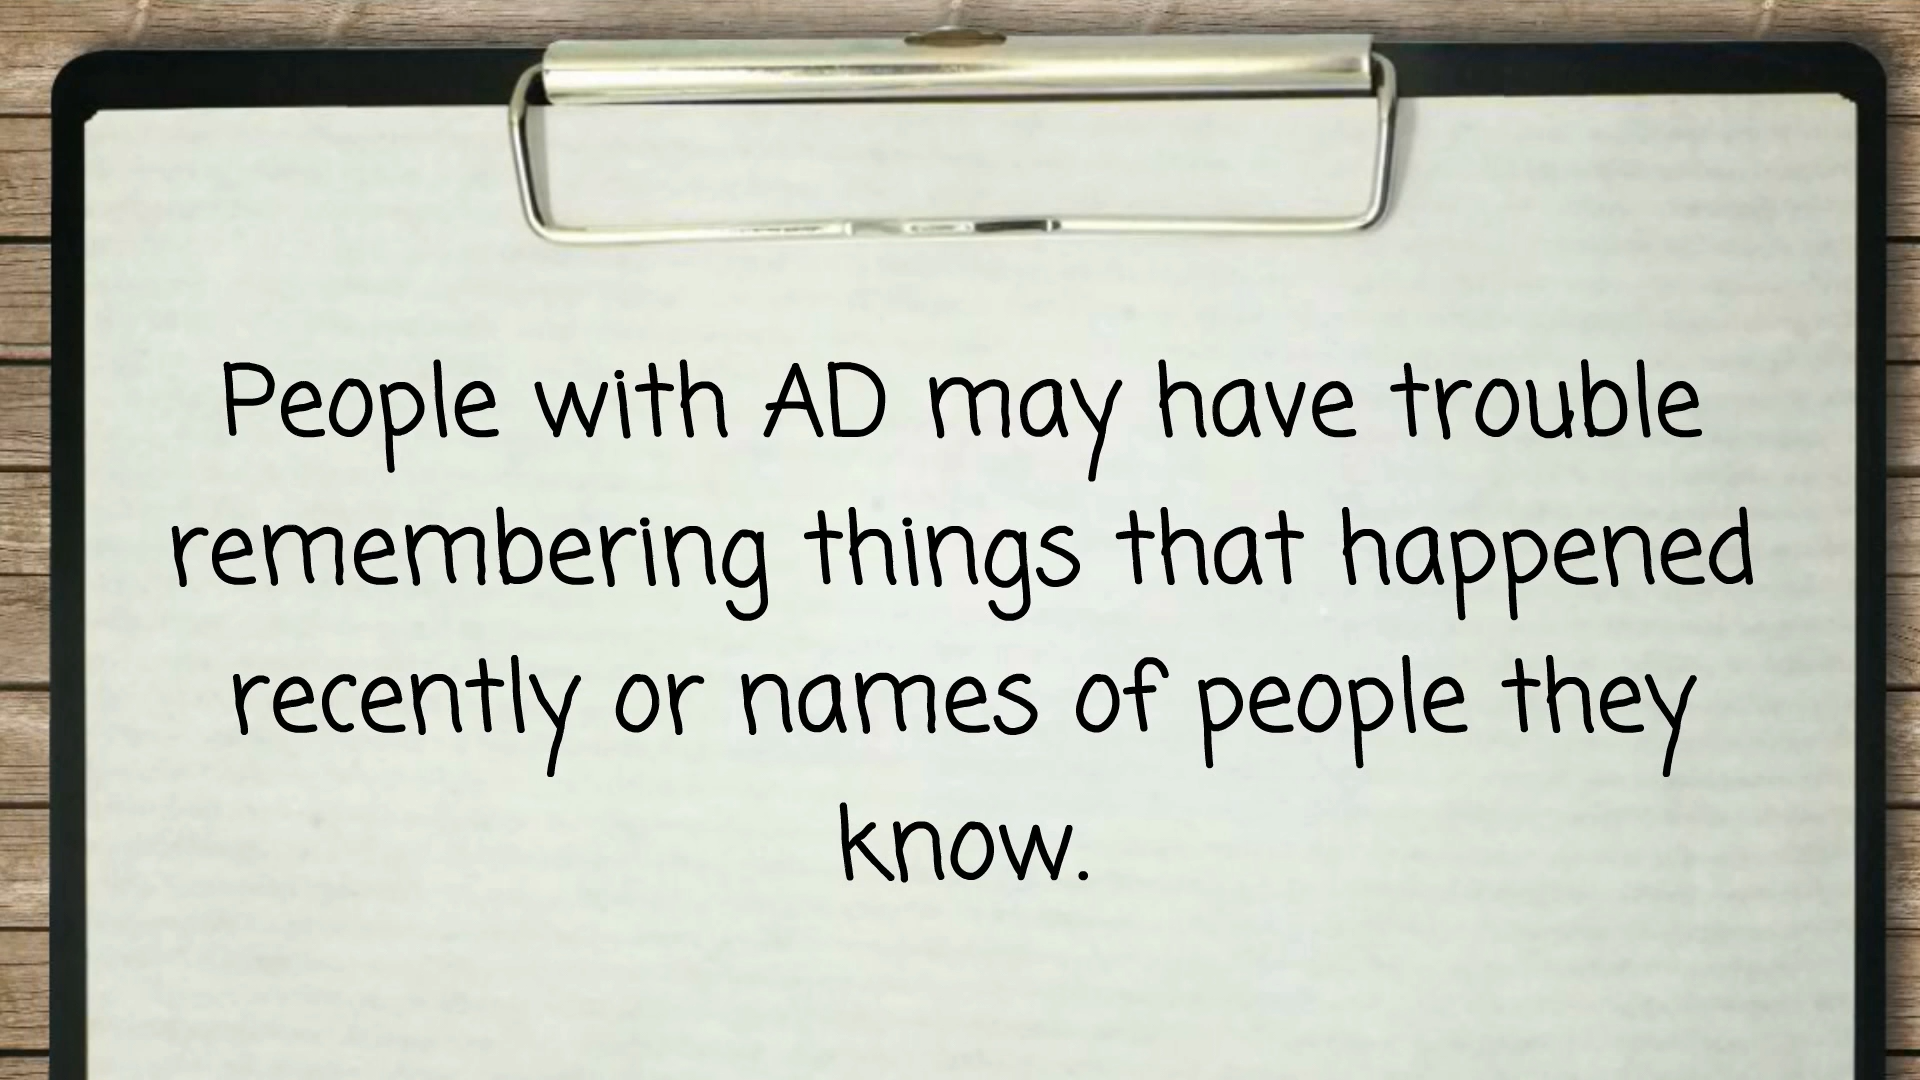 People with AD may have trouble
remembering things that happened
recently or names of people they
know.